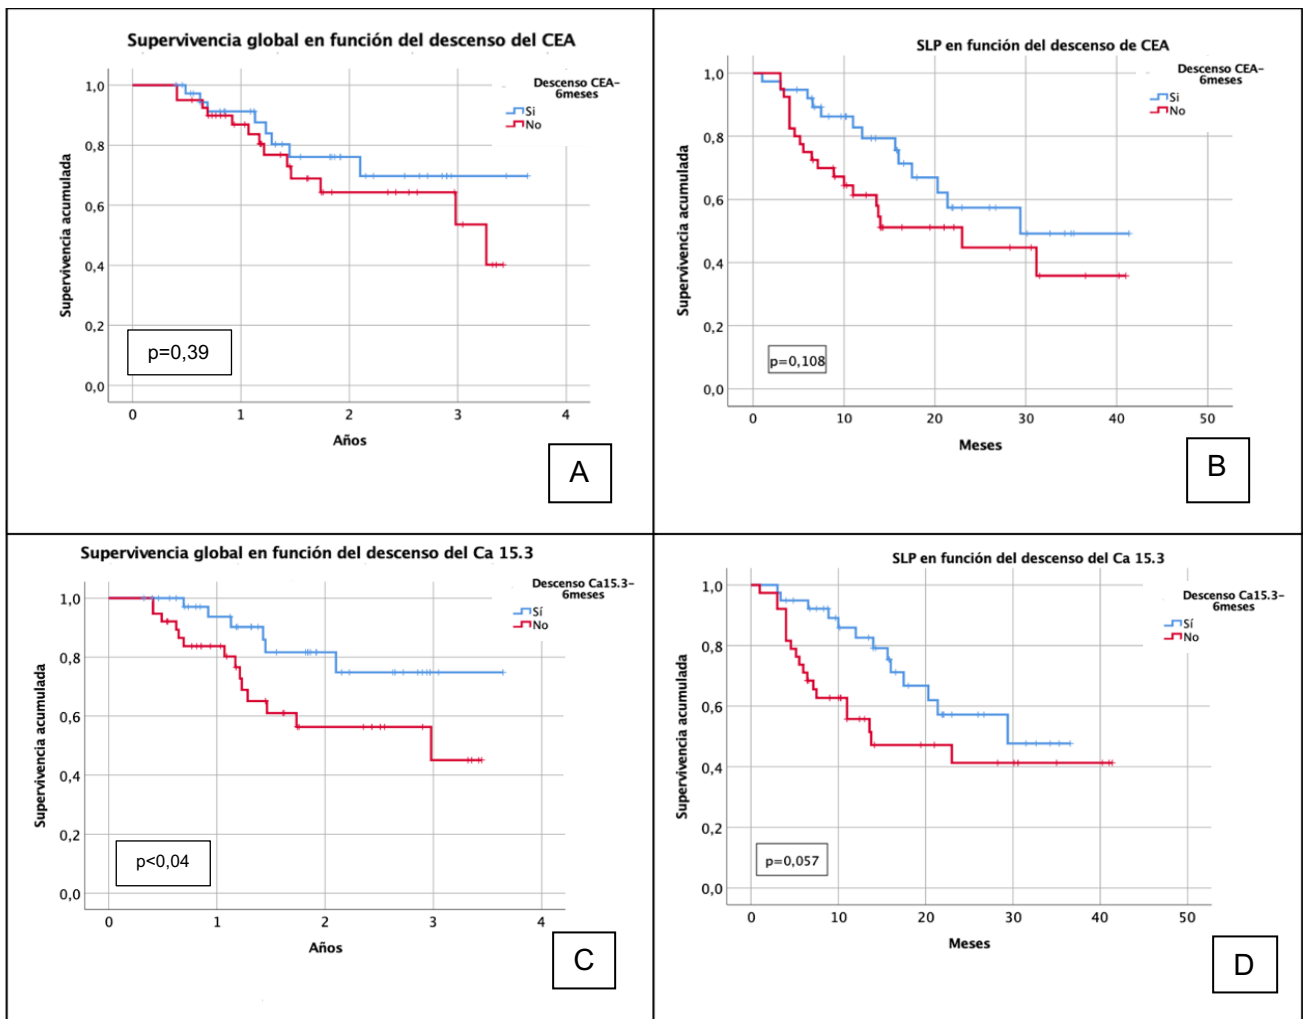 Supervivencia global en función del descenso del CEA
Descenso CEA-
6meses
Si
No
Supervivencia acumulada
1,0
0,8
0,6
0,4
0,2
0,0
p=0,39
0 1 2 3 4
Años
A
SLP en función del descenso de CEA
Descenso CEA-
6meses
Si
No
Supervivencia acumulada
1,0
0,8
0,6
0,4
0,2
0,0
p=0,108
0 10 20 30 40 50
Meses
B
Supervivencia global en función del descenso del Ca 15.3
Descenso Ca15.3-
6meses
Sí
No
Supervivencia acumulada
1,0
0,8
0,6
0,4
0,2
0,0
p<0,04
0 1 2 3 4
Años
C
SLP en función del descenso del Ca 15.3
Descenso Ca15.3-
6meses
Sí
No
Supervivencia acumulada
1,0
0,8
0,6
0,4
0,2
0,0
p=0,057
0 10 20 30 40 50
Meses
D